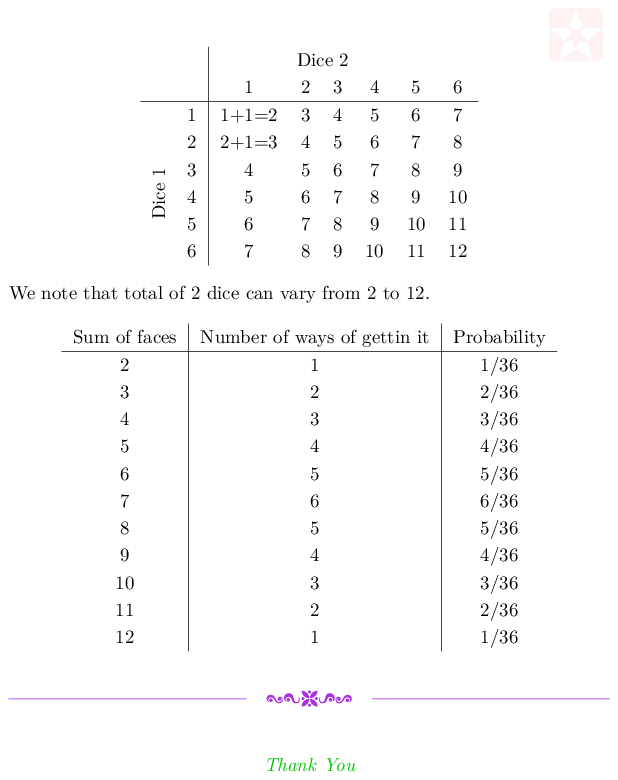 Dice 2
1 2 3 4 5 6
1 1+1=2 3 4 5 6 7
2 2+1=3 4 5 6 7 8
Dice 1
3 4 5 6 7 8 9
4 5 6 7 8 9 10
5 6 7 8 9 10 11
6 7 8 9 10 11 12
We note that total of 2 dice can vary from 2 to 12.
Sum of faces Number of ways of gettin it Probability
2 1 1/36
3 2 2/36
4 3 3/36
5 4 4/36
6 5 5/36
7 6 6/36
8 5 5/36
9 4 4/36
10 3 3/36
11 2 2/36
12 1 1/36
Thank You